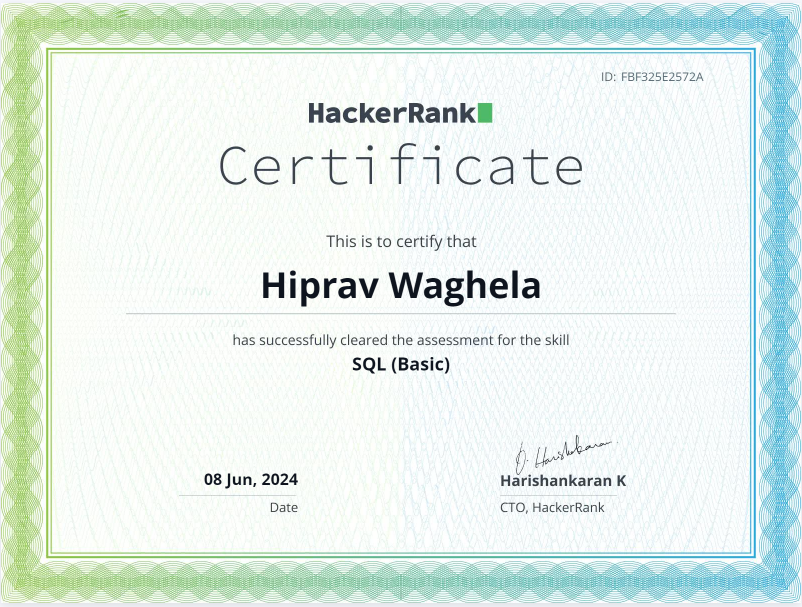 ID: FBF325E2572A
HackerRank
Certificate
This is to certify that
Hiprav Waghela
has successfully cleared the assessment for the skill
SQL (Basic)
08 Jun, 2024
Date
D. Harishankaran
Harishankaran K
CTO, HackerRank